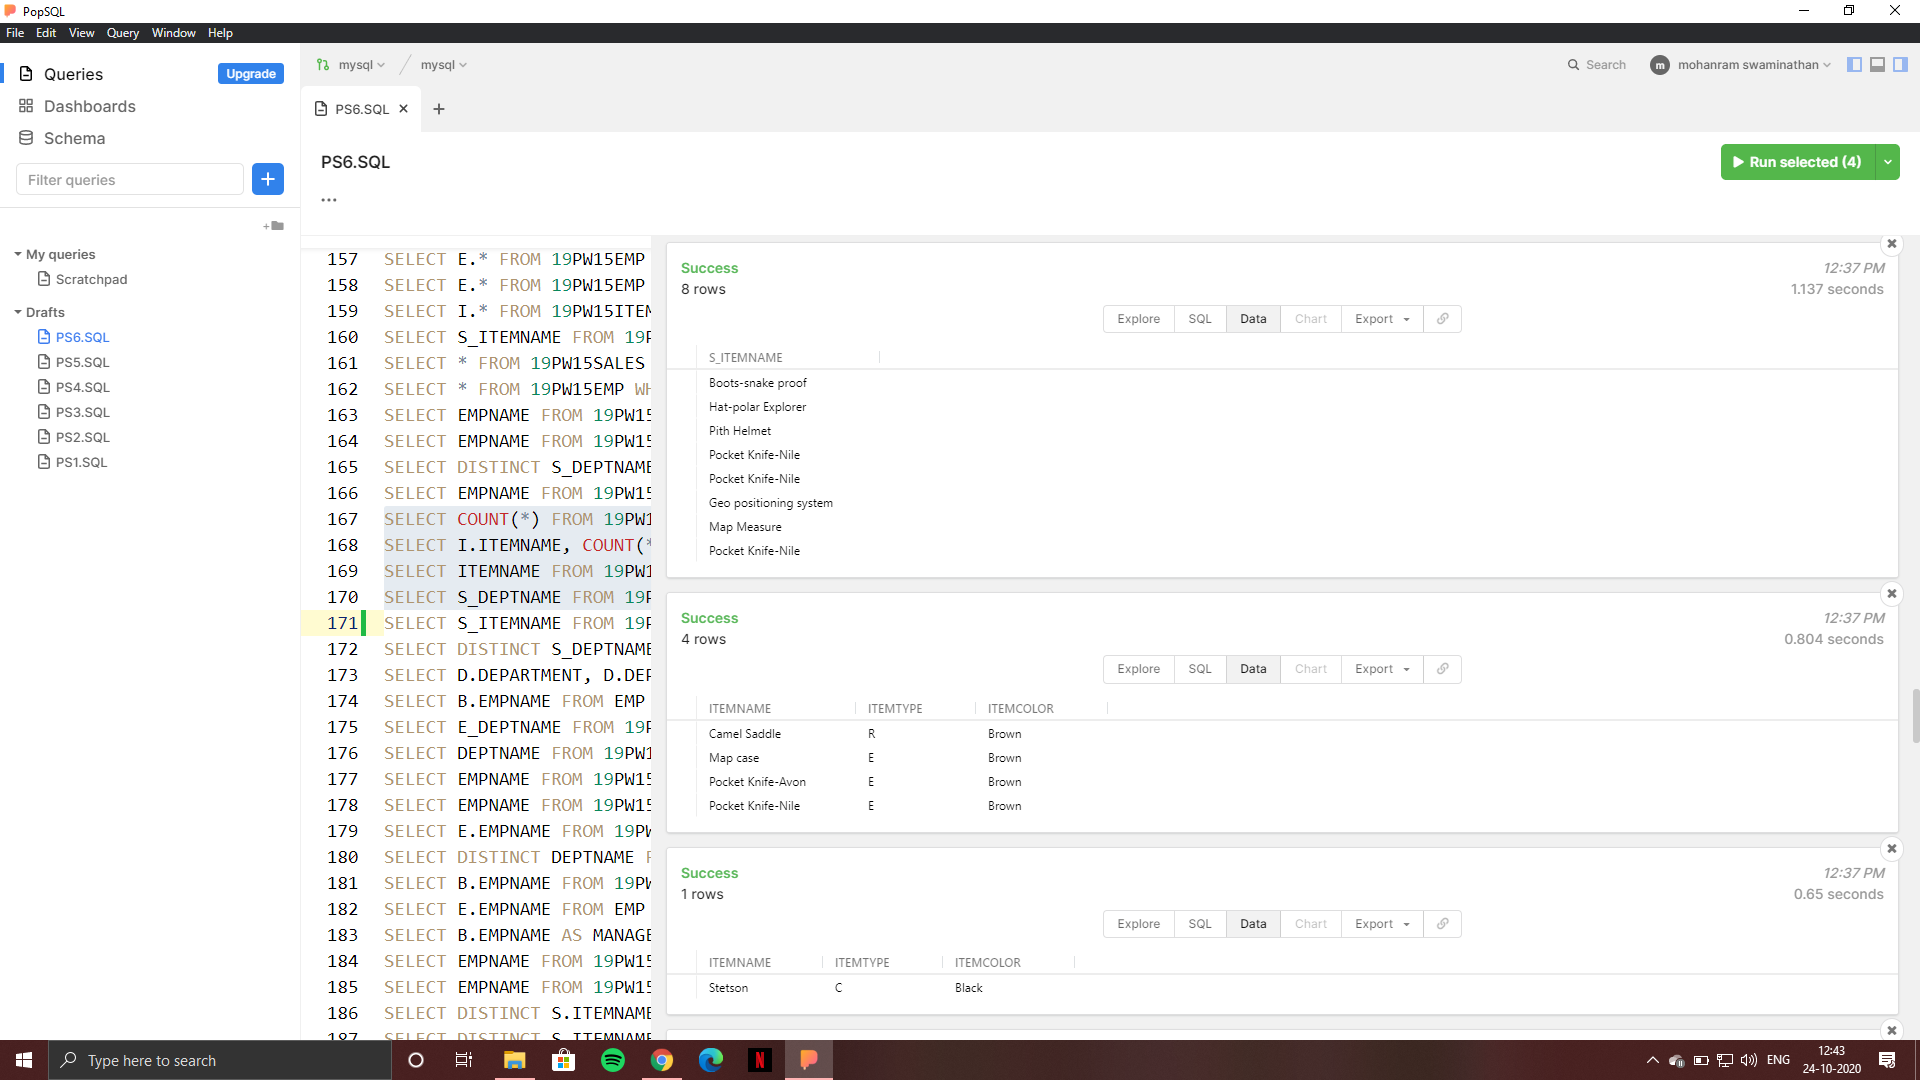 PopSQL
File Edit View Query Window Help
Queries
Upgrade
Dashboards
Schema
Filter queries
My queries
Scratchpad
Drafts
PS6.SQL
PS5.SQL
PS4.SQL
PS3.SQL
PS2.SQL
PS1.SQL
mysql mysql
Search
m mohanram swaminathan
PS6.SQL
PS6.SQL
Run selected (4)
...
157 SELECT E.* FROM 19PW15EMP
158 SELECT E.* FROM 19PW15EMP
159 SELECT I.* FROM 19PW15ITEM
160 SELECT S_ITEMNAME FROM 19P
161 SELECT * FROM 19PW15SALES
162 SELECT * FROM 19PW15EMP WH
163 SELECT EMPNAME FROM 19PW15
164 SELECT EMPNAME FROM 19PW15
165 SELECT DISTINCT S_DEPTNAME
166 SELECT EMPNAME FROM 19PW15
167 SELECT COUNT(*) FROM 19PW1
168 SELECT I.ITEMNAME, COUNT(*
169 SELECT ITEMNAME FROM 19PW1
170 SELECT S_DEPTNAME FROM 19P
171 SELECT S_ITEMNAME FROM 19P
172 SELECT DISTINCT S_DEPTNAME
173 SELECT D.DEPARTMENT, D.DEP
174 SELECT B.EMPNAME FROM EMP
175 SELECT E_DEPTNAME FROM 19P
176 SELECT DEPTNAME FROM 19PW1
177 SELECT EMPNAME FROM 19PW15
178 SELECT EMPNAME FROM 19PW15
179 SELECT E.EMPNAME FROM 19PW
180 SELECT DISTINCT DEPTNAME F
181 SELECT B.EMPNAME FROM 19PW
182 SELECT E.EMPNAME FROM EMP
183 SELECT B.EMPNAME AS MANAGE
184 SELECT EMPNAME FROM 19PW15
185 SELECT EMPNAME FROM 19PW15
186 SELECT DISTINCT S.ITEMNAME
187 SELECT DISTINCT S.ITEMNAME
Success 12:37 PM
8 rows 1.137 seconds
Explore SQL Data Chart Export
S_ITEMNAME
Boots-snake proof
Hat-polar Explorer
Pith Helmet
Pocket Knife-Nile
Pocket Knife-Nile
Geo positioning system
Map Measure
Pocket Knife-Nile
Success 12:37 PM
4 rows 0.804 seconds
Explore SQL Data Chart Export
ITEMNAME ITEMTYPE ITEMCOLOR
Camel Saddle R Brown
Map case E Brown
Pocket Knife-Avon E Brown
Pocket Knife-Nile E Brown
Success 12:37 PM
1 rows 0.65 seconds
Explore SQL Data Chart Export
ITEMNAME ITEMTYPE ITEMCOLOR
Stetson C Black
Type here to search
ENG
12:43
24-10-2020